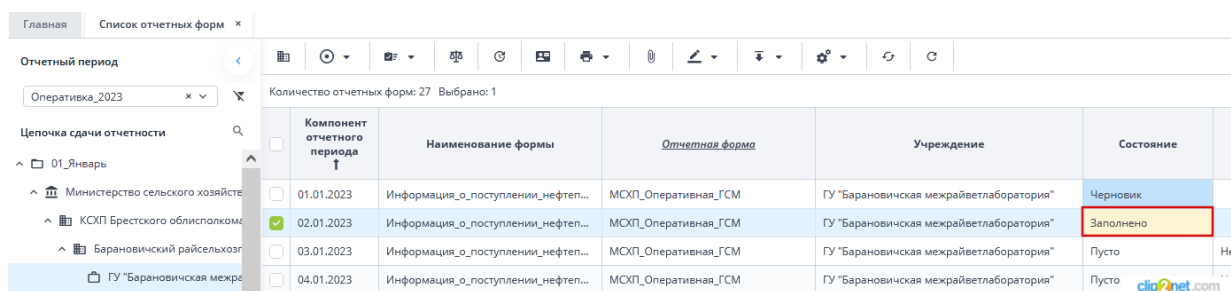 Главная Список отчетных форм ×
Отчетный период
Оперативка_2023 ×
Количество отчетных форм: 27 Выбрано: 1
Цепочка сдачи отчетности
Компонент отчетного периода ↑ Наименование формы Отчетная форма Учреждение Состояние
01_Январь
Министерство сельского хозяйств
КСХП Брестского облисполкома
Барановичский райсельхозг
ГУ "Барановичская межра
01.01.2023 Информация_о_поступлении_нефтеп... МСХП_Оперативная_ГСМ ГУ "Барановичская межрайветлаборатория" Черновик
02.01.2023 Информация_о_поступлении_нефтеп... МСХП_Оперативная_ГСМ ГУ "Барановичская межрайветлаборатория" Заполнено
03.01.2023 Информация_о_поступлении_нефтеп... МСХП_Оперативная_ГСМ ГУ "Барановичская межрайветлаборатория" Пусто Не
04.01.2023 Информация_о_поступлении_нефтеп... МСХП_Оперативная_ГСМ ГУ "Барановичская межрайветлаборатория" Пусто
clip2net.com